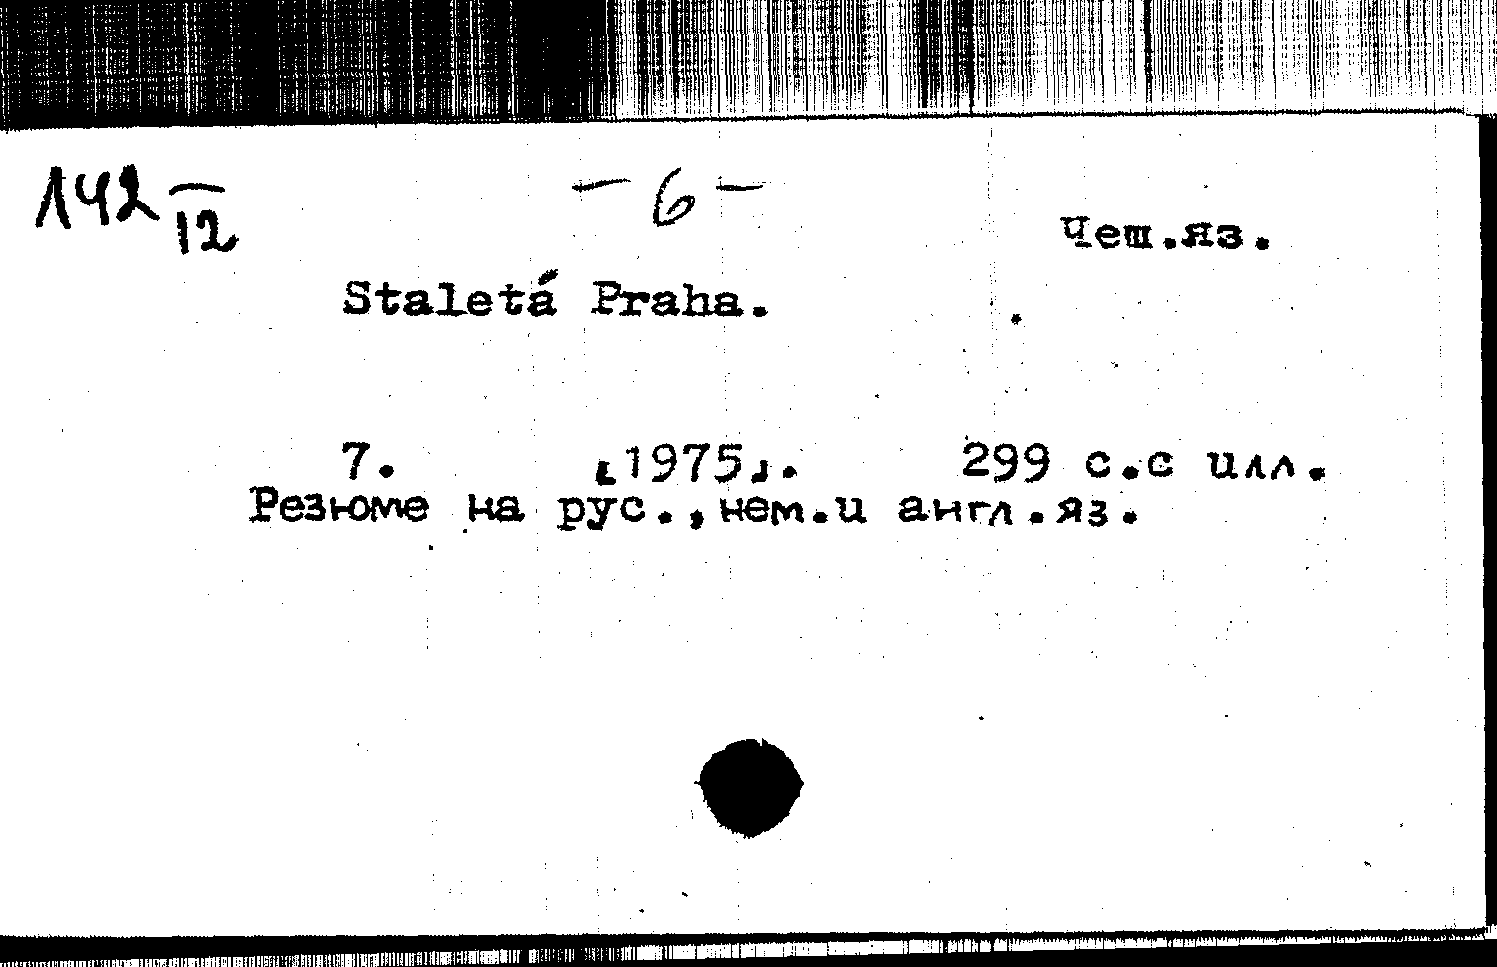 142 – 12
– 6 –
Чеш.яз.
Staletá Praha.
7. [1975]. 299 с.с илл.
Резюме на рус.,нем.и англ.яз.